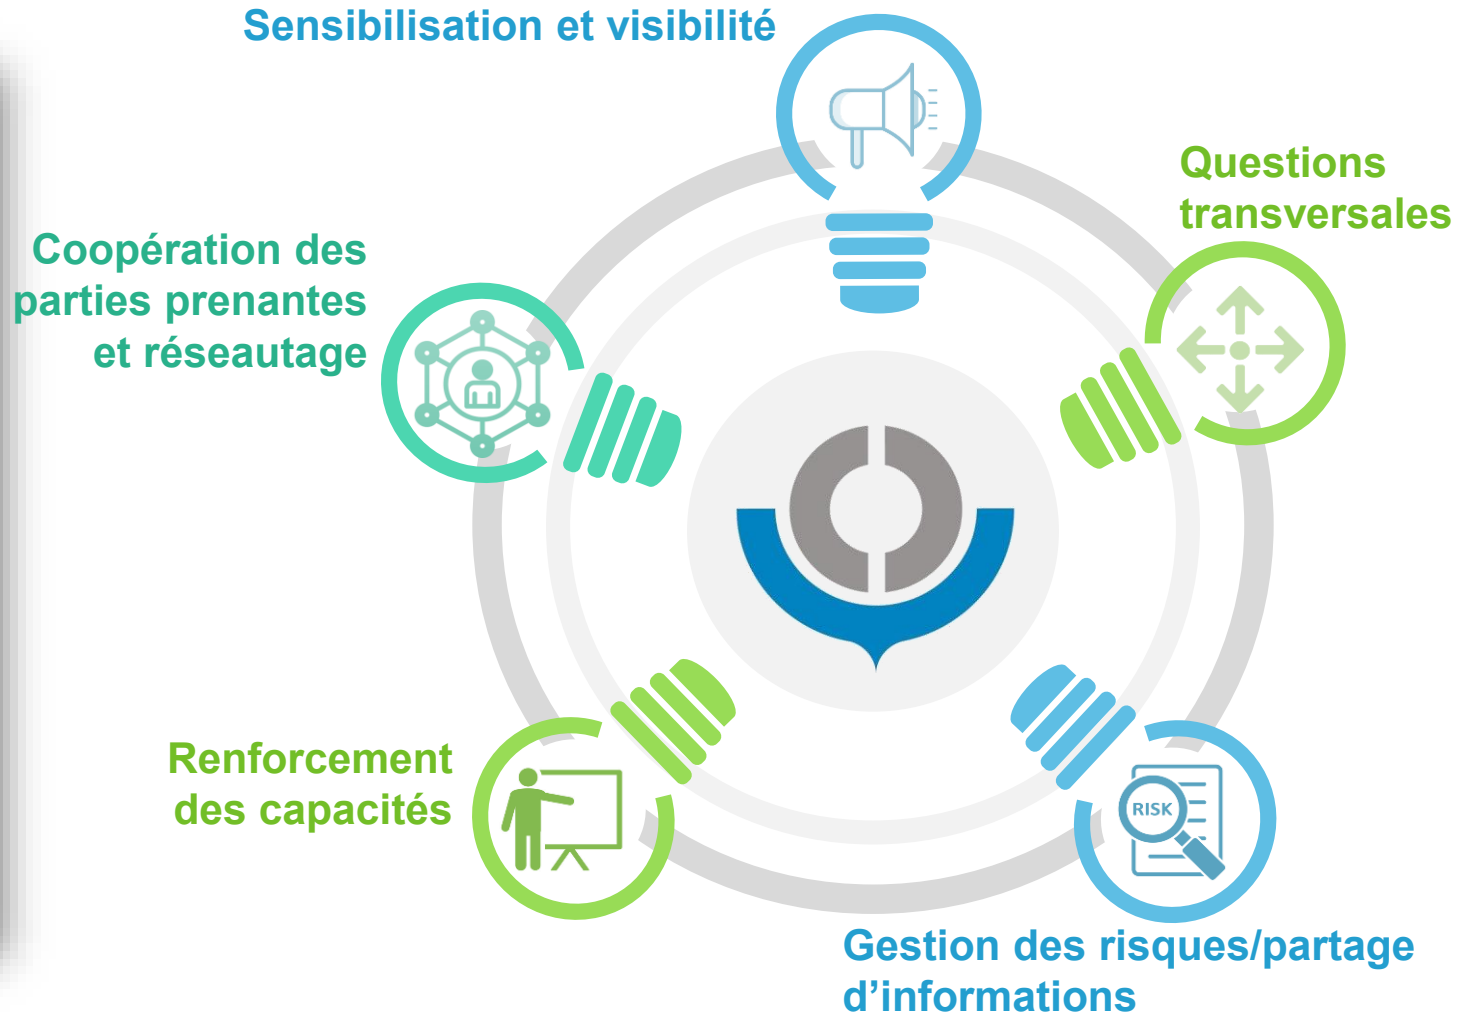 Sensibilisation et visibilité
Questions
transversales
Coopération des
parties prenantes
et réseautage
Renforcement
des capacités
RISK
Gestion des risques/partage
d’informations